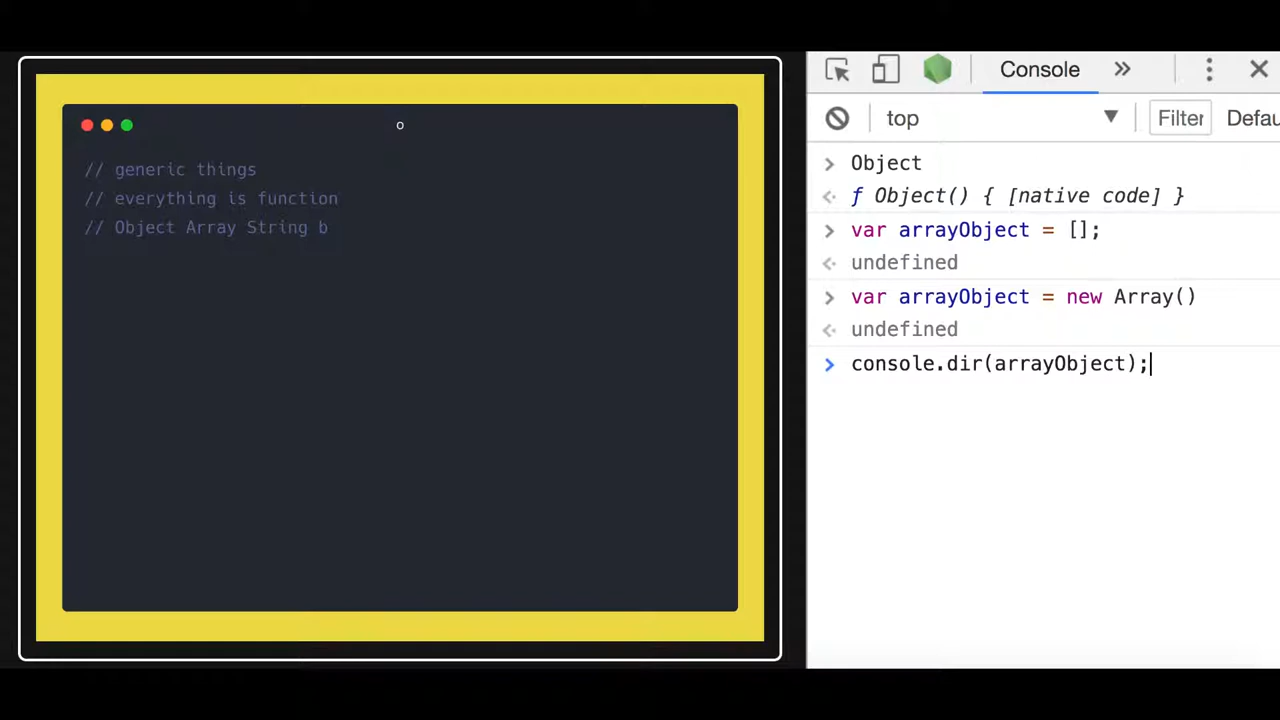 o
// generic things
// everything is function
// Object Array String b
Console
top
Filter
Defau
Object
ƒ Object() { [native code] }
var arrayObject = [];
undefined
var arrayObject = new Array()
undefined
console.dir(arrayObject);